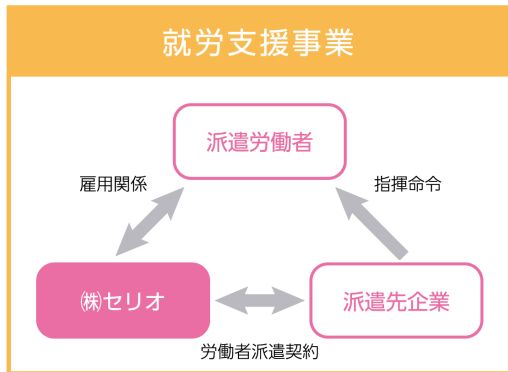 就労支援事業
派遣労働者
雇用関係
指揮命令
㈱セリオ
派遣先企業
労働者派遣契約